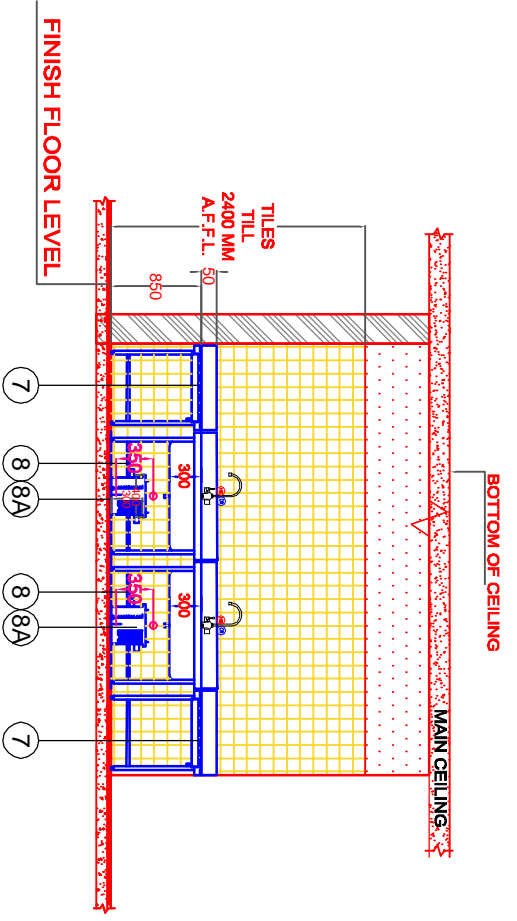 BOTTOM OF CEILING
MAIN CEILING
TILES
TILL
2400 MM
A.F.F.L.
50
850
300
300
350
350
FINISH FLOOR LEVEL
7
8
8A
8
8A
7